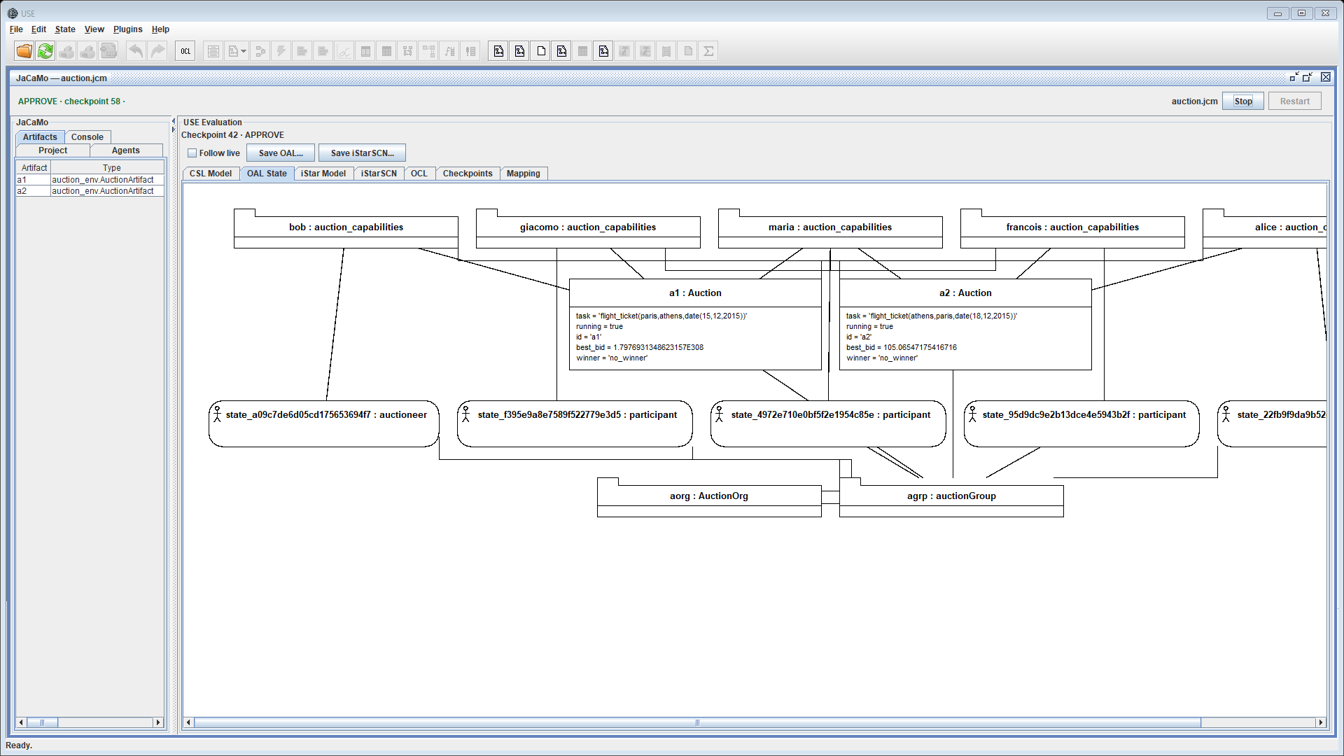 USE
File Edit State View Plugins Help
OCL
JaCaMo — auction.jcm
APPROVE · checkpoint 58 ·
auction.jcm Stop Restart
JaCaMo
Artifacts Console
Project Agents
Artifact Type
a1 auction_env.AuctionArtifact
a2 auction_env.AuctionArtifact
USE Evaluation
Checkpoint 42 · APPROVE
Follow live Save OAL... Save iStarSCN...
CSL Model OAL State iStar Model iStarSCN OCL Checkpoints Mapping
bob : auction_capabilities
giacomo : auction_capabilities
maria : auction_capabilities
francois : auction_capabilities
alice : auction_c
a1 : Auction
task = 'flight_ticket(paris,athens,date(15,12,2015))'
running = true
id = 'a1'
best_bid = 1.7976931348623157E308
winner = 'no_winner'
a2 : Auction
task = 'flight_ticket(athens,paris,date(18,12,2015))'
running = true
id = 'a2'
best_bid = 105.06547175416716
winner = 'no_winner'
state_a09c7de6d05cd175653694f7 : auctioneer
state_f395e9a8e7589f522779e3d5 : participant
state_4972e710e0bf5f2e1954c85e : participant
state_95d9dc9e2b13dce4e5943b2f : participant
state_22fb9f9da9b52
aorg : AuctionOrg
agrp : auctionGroup
Ready.